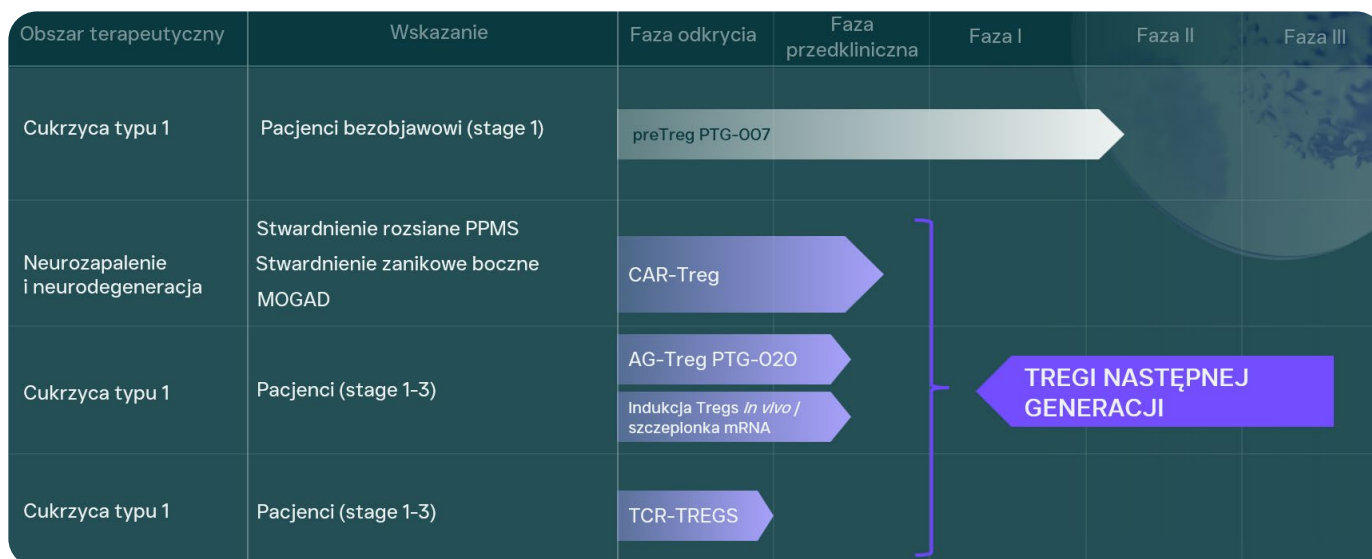 Obszar terapeutyczny
Wskazanie
Faza odkrycia
Faza
przedkliniczna
Faza I
Faza II
Faza III
Cukrzyca typu 1
Pacjenci bezobjawowi (stage 1)
preTreg PTG-007
Neurozapalenie
i neurodegeneracja
Stwardnienie rozsiane PPMS
Stwardnienie zanikowe boczne
MOGAD
CAR-Treg
Cukrzyca typu 1
Pacjenci (stage 1-3)
AG-Treg PTG-020
Indukcja Tregs in vivo /
szczeplonka mRNA
TREGI NASTĘPNEJ
GENERACJI
Cukrzyca typu 1
Pacjenci (stage 1-3)
TCR-TREGS